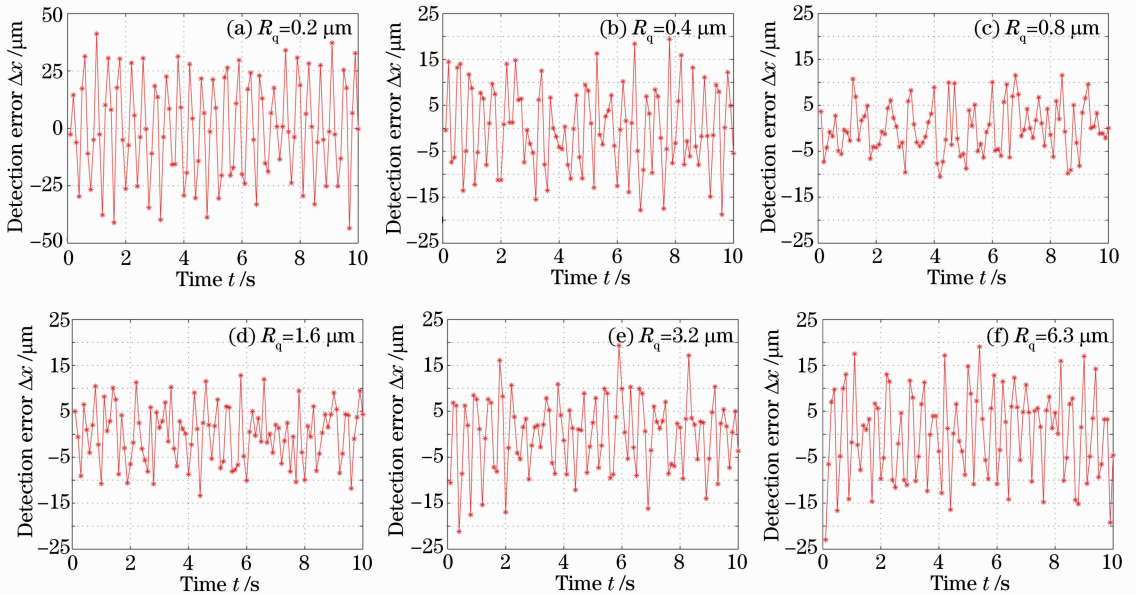 (a) Rq=0.2 μm
Detection error Δx /μm
50
25
0
−25
−50
0 2 4 6 8 10
Time t /s
(b) Rq=0.4 μm
Detection error Δx /μm
25
15
5
−5
−15
−25
0 2 4 6 8 10
Time t /s
(c) Rq=0.8 μm
Detection error Δx /μm
25
15
5
−5
−15
−25
0 2 4 6 8 10
Time t /s
(d) Rq=1.6 μm
Detection error Δx /μm
25
15
5
−5
−15
−25
0 2 4 6 8 10
Time t /s
(e) Rq=3.2 μm
Detection error Δx /μm
25
15
5
−5
−15
−25
0 2 4 6 8 10
Time t /s
(f) Rq=6.3 μm
Detection error Δx /μm
25
15
5
−5
−15
−25
0 2 4 6 8 10
Time t /s